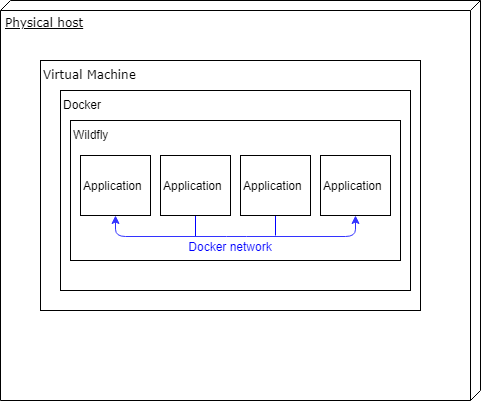 Physical host
Virtual Machine
Docker
Wildfly
Application
Application
Application
Application
Docker network